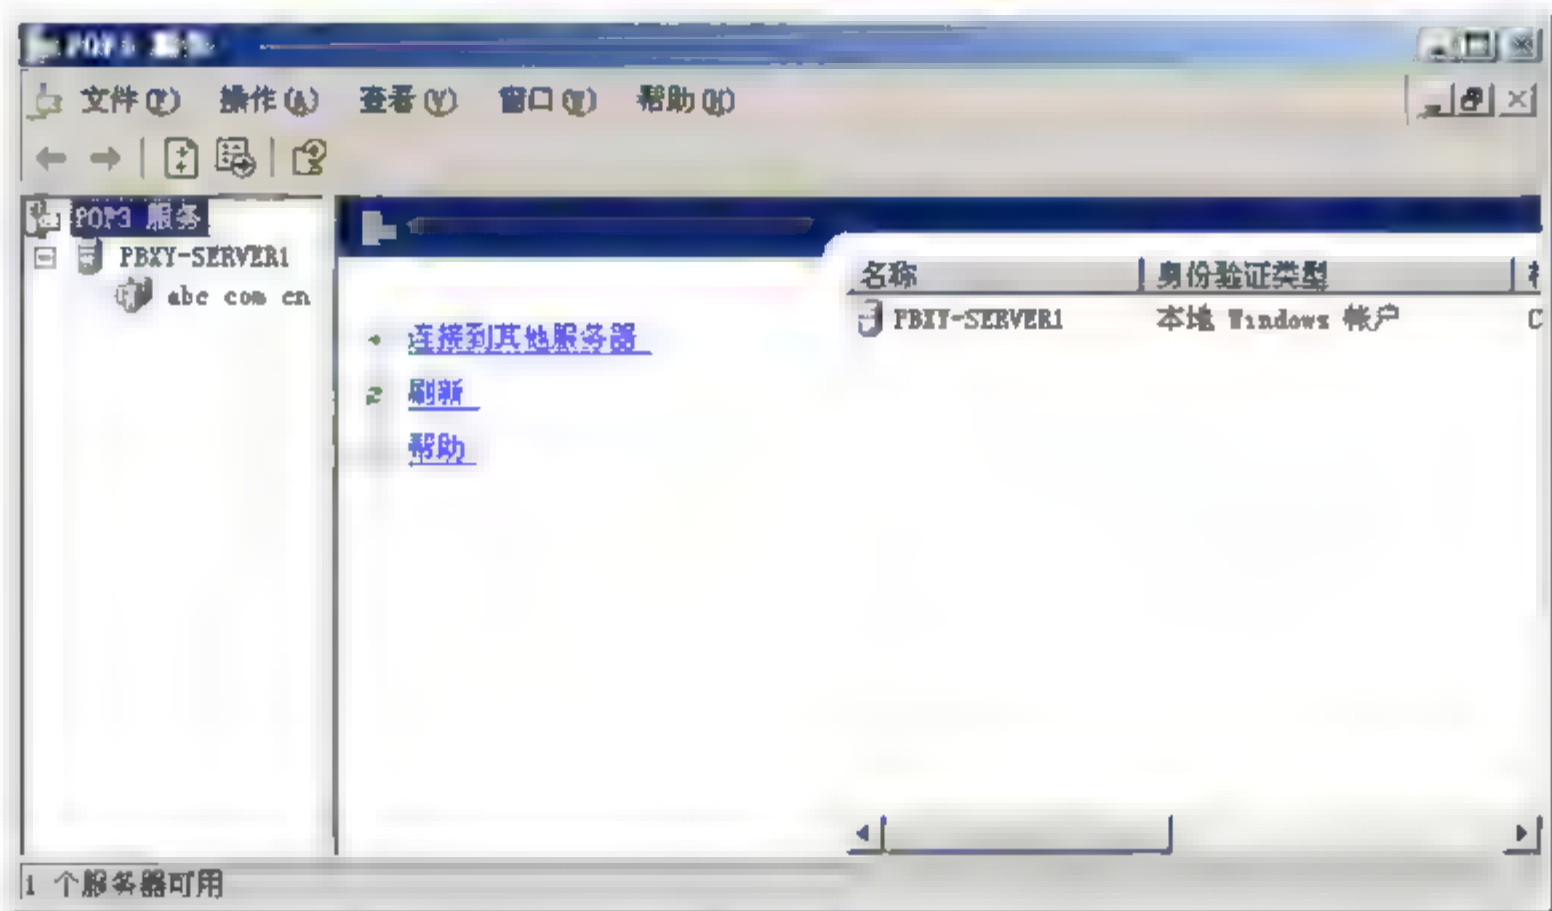 POP3 服务
文件(F) 操作(A) 查看(V) 窗口(W) 帮助(H)
POP3 服务
PBXY-SERVER1
abc com cn
连接到其他服务器
刷新
帮助
名称 身份验证类型
PBXY-SERVER1 本地 Windows 帐户 C
1 个服务器可用